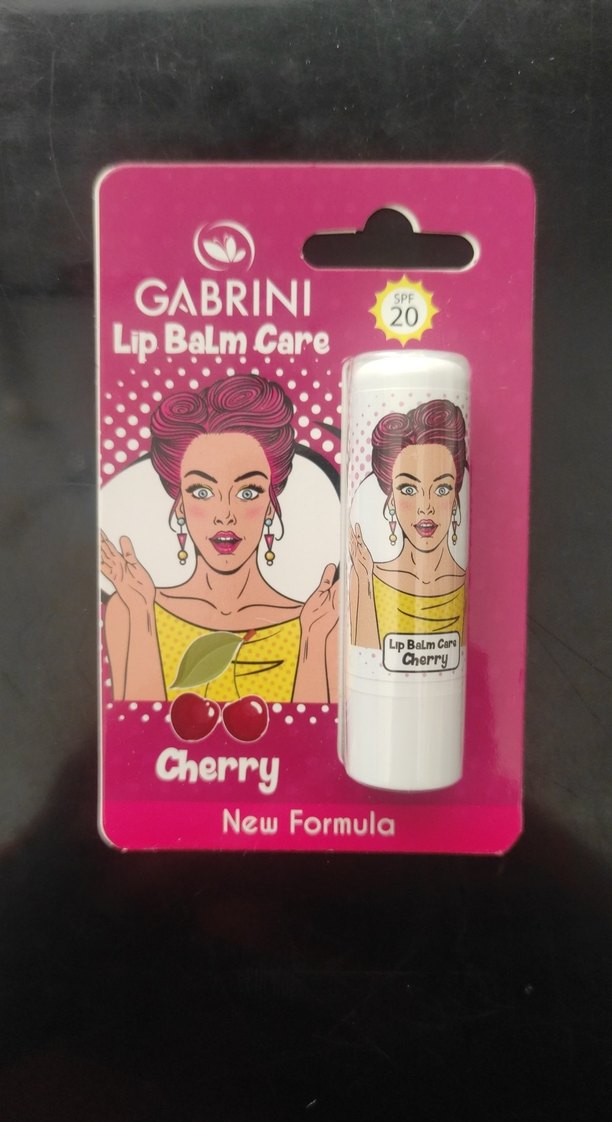 GABRINI
Lip Balm Care
SPF
20
Lip Balm Care
Cherry
Cherry
New Formula